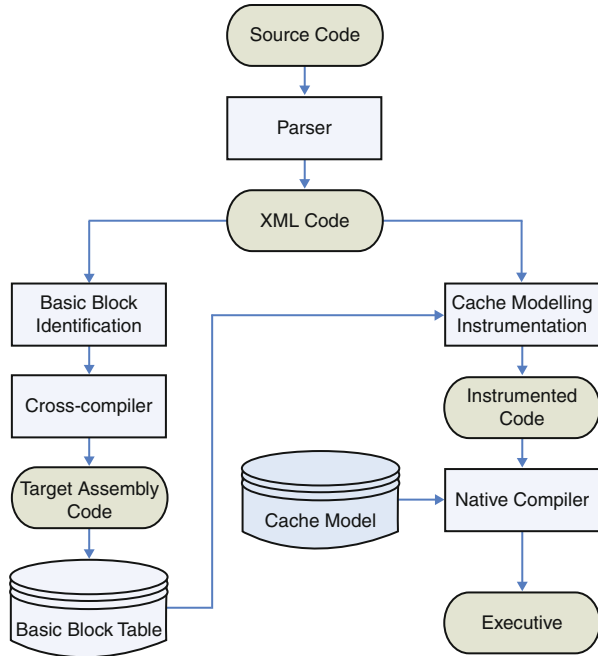 Source Code
Parser
XML Code
Basic Block
Identification
Cache Modelling
Instrumentation
Cross-compiler
Instrumented
Code
Target Assembly
Code
Cache Model
Native Compiler
Basic Block Table
Executive